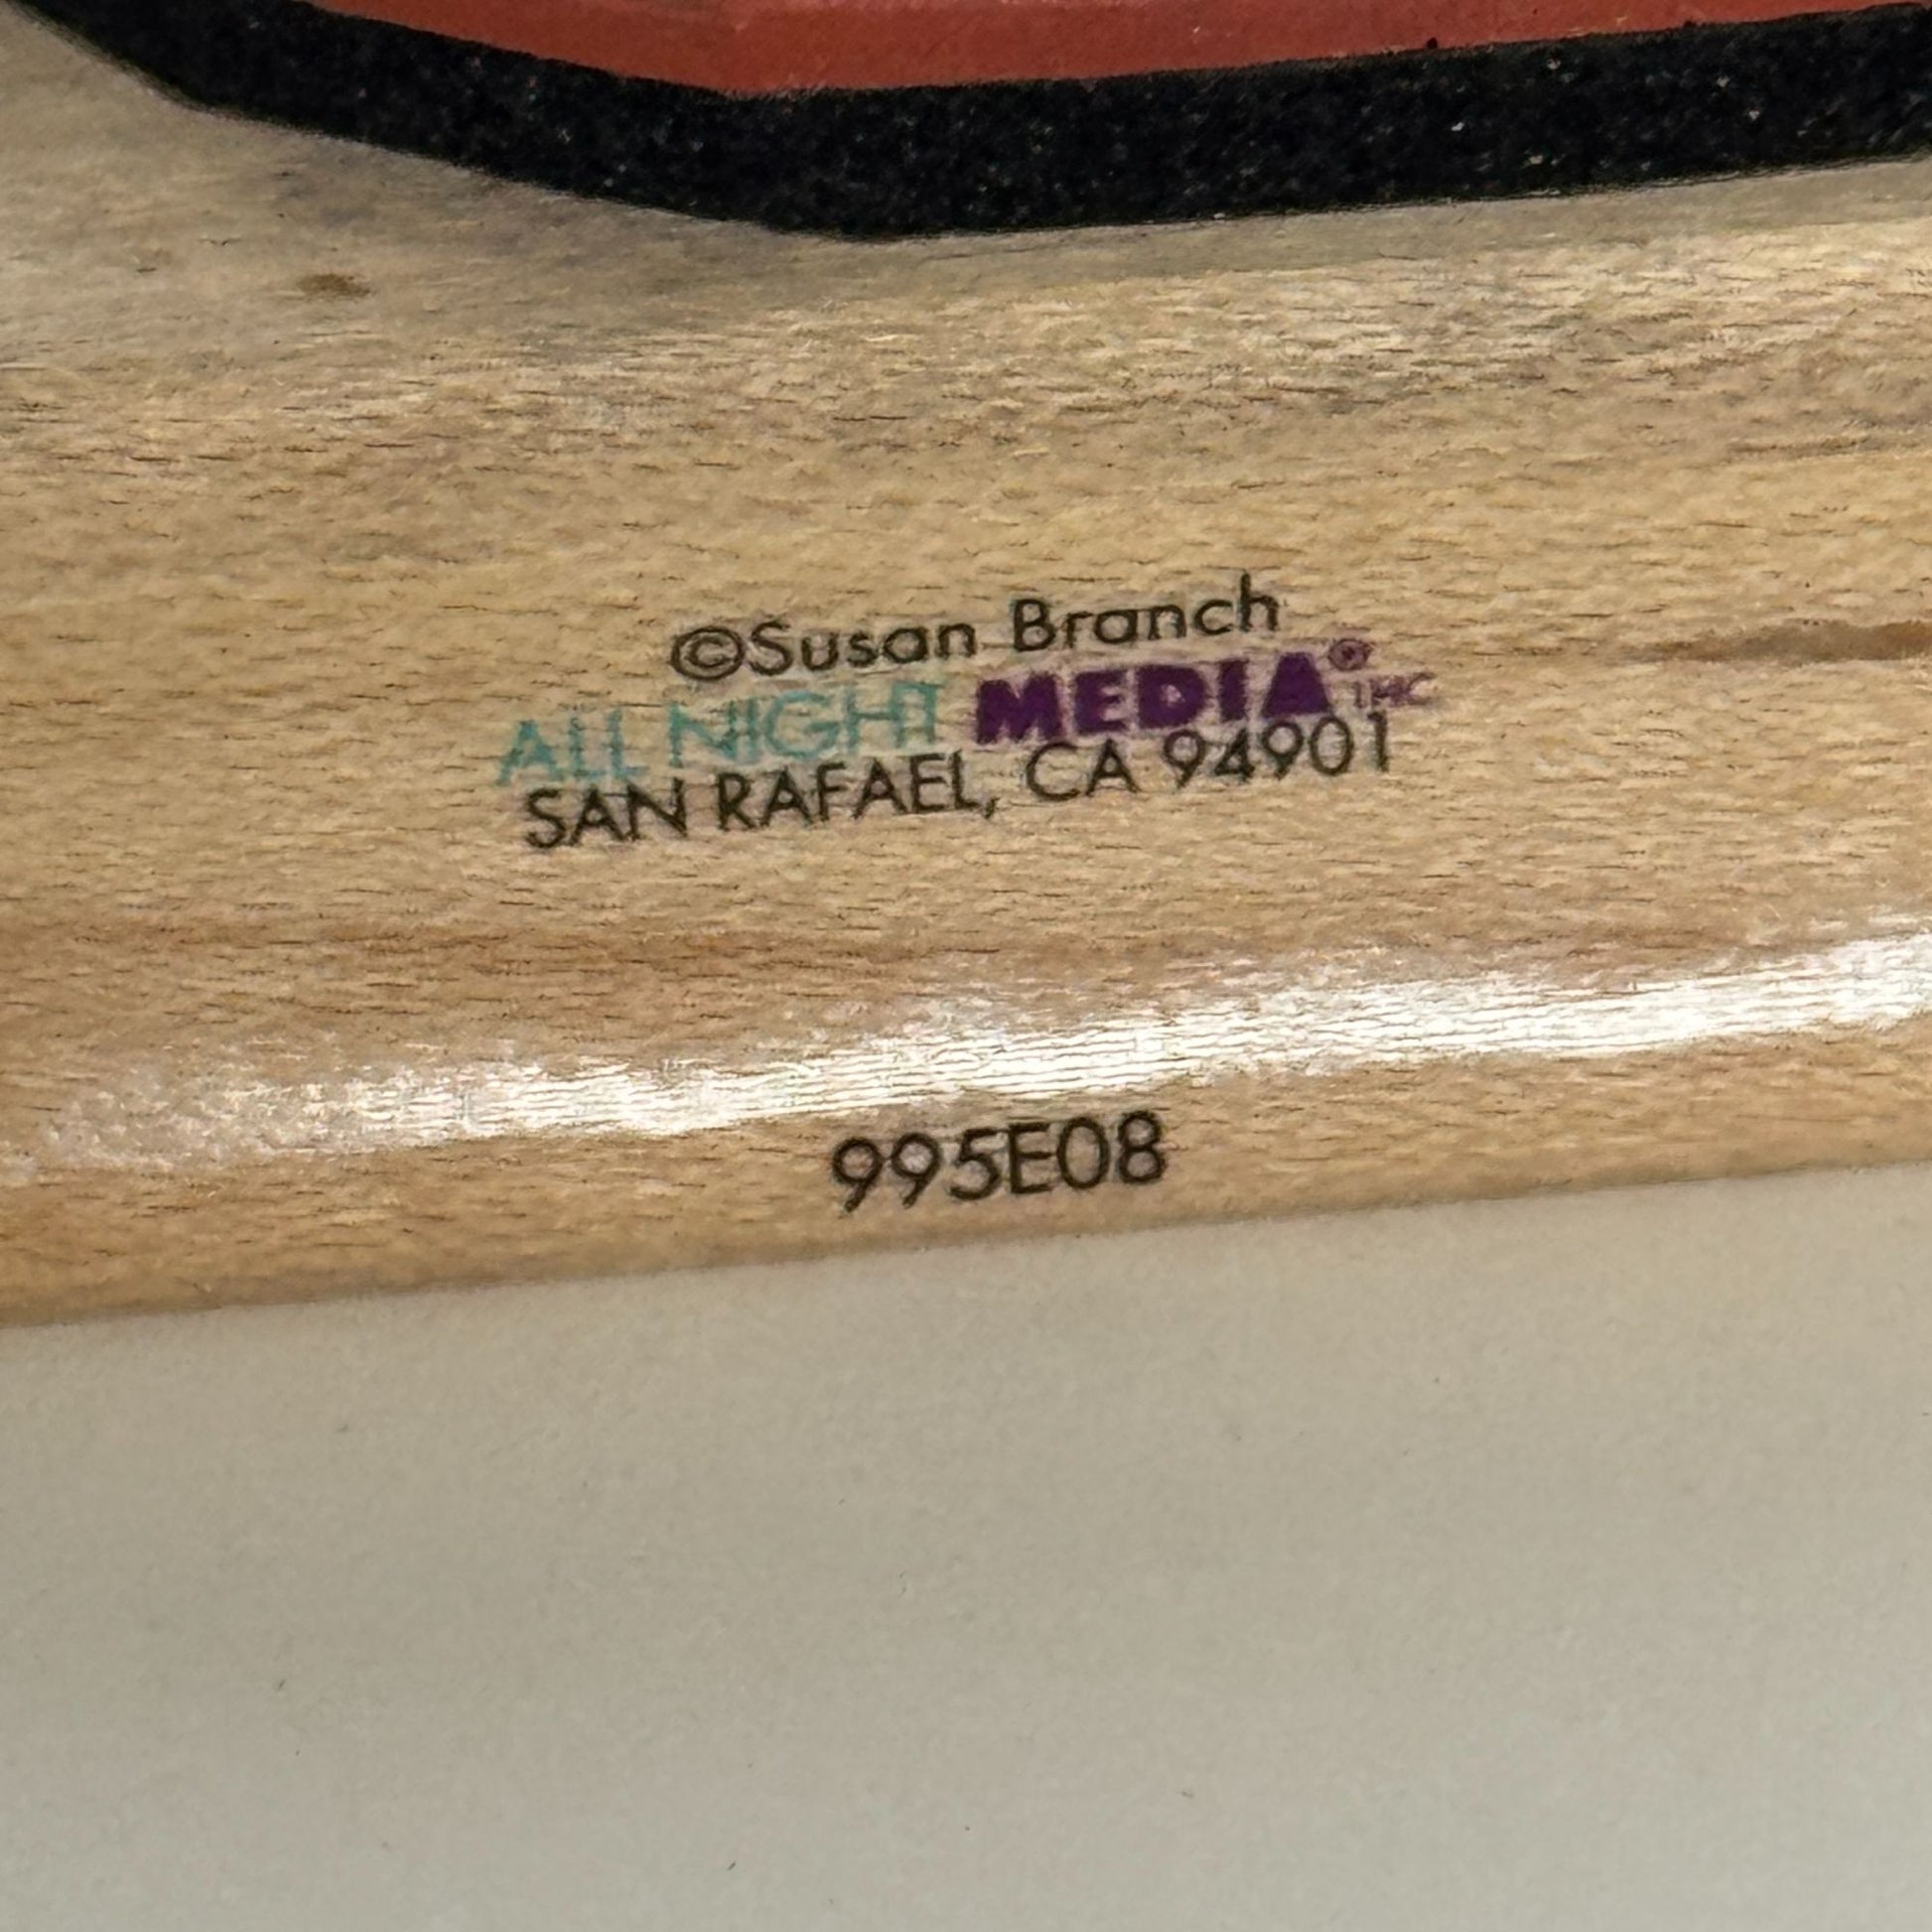 ©Susan Branch
ALL NIGHT MEDIA® INC
SAN RAFAEL, CA 94901
995E08